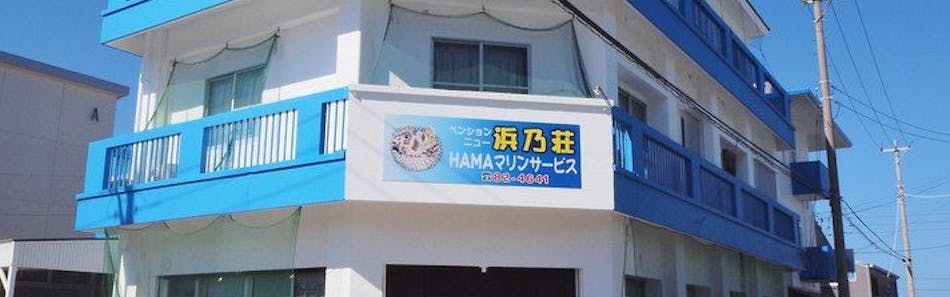 A
ペンション
ニュー 浜乃荘
HAMAマリンサービス
☎82-4641